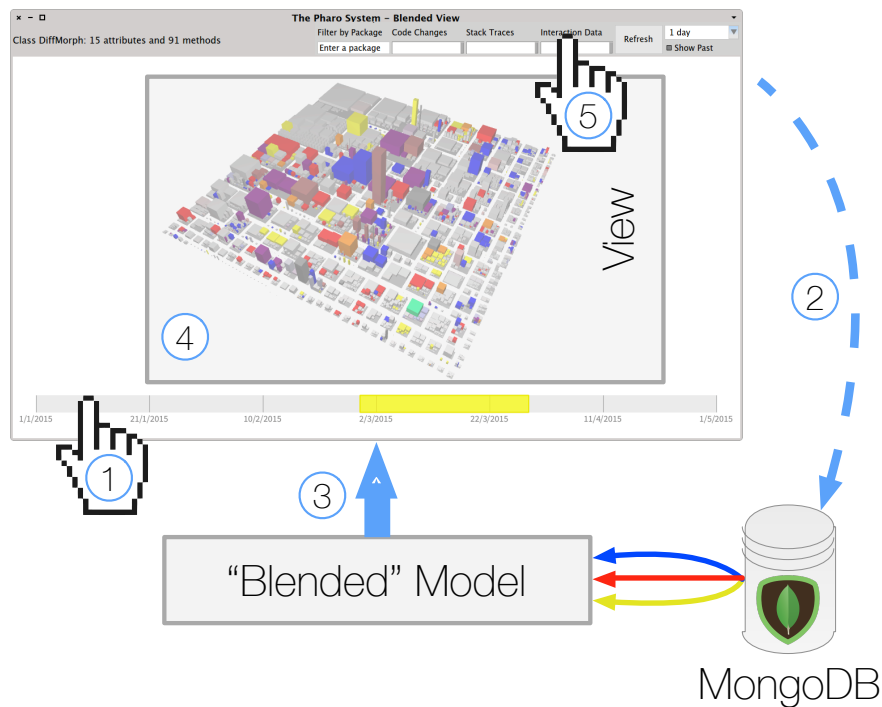 The Pharo System – Blended View
Class DiffMorph: 15 attributes and 91 methods
Filter by Package Code Changes Stack Traces Interaction Data
Enter a package
Refresh
1 day
Show Past
5
View
2
4
1/1/2015 21/1/2015 10/2/2015 2/3/2015 22/3/2015 11/4/2015 1/5/2015
1
3
“Blended” Model
MongoDB